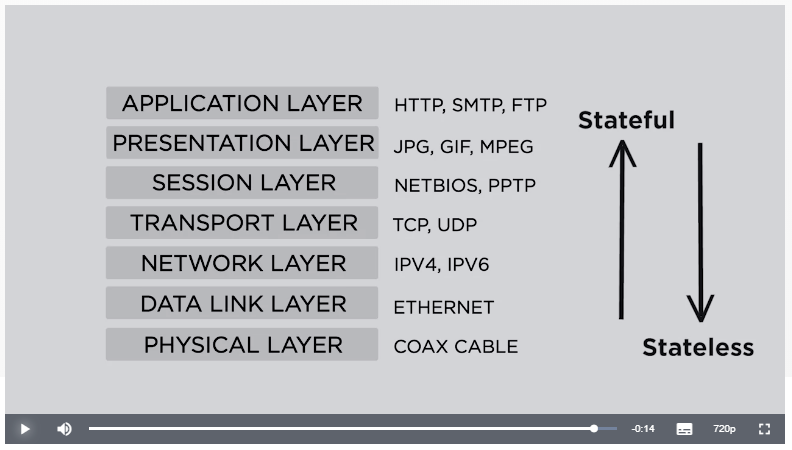 APPLICATION LAYER HTTP, SMTP, FTP
Stateful
PRESENTATION LAYER JPG, GIF, MPEG
SESSION LAYER NETBIOS, PPTP
TRANSPORT LAYER TCP, UDP
NETWORK LAYER IPV4, IPV6
DATA LINK LAYER ETHERNET
PHYSICAL LAYER COAX CABLE
Stateless
-0:14 720p